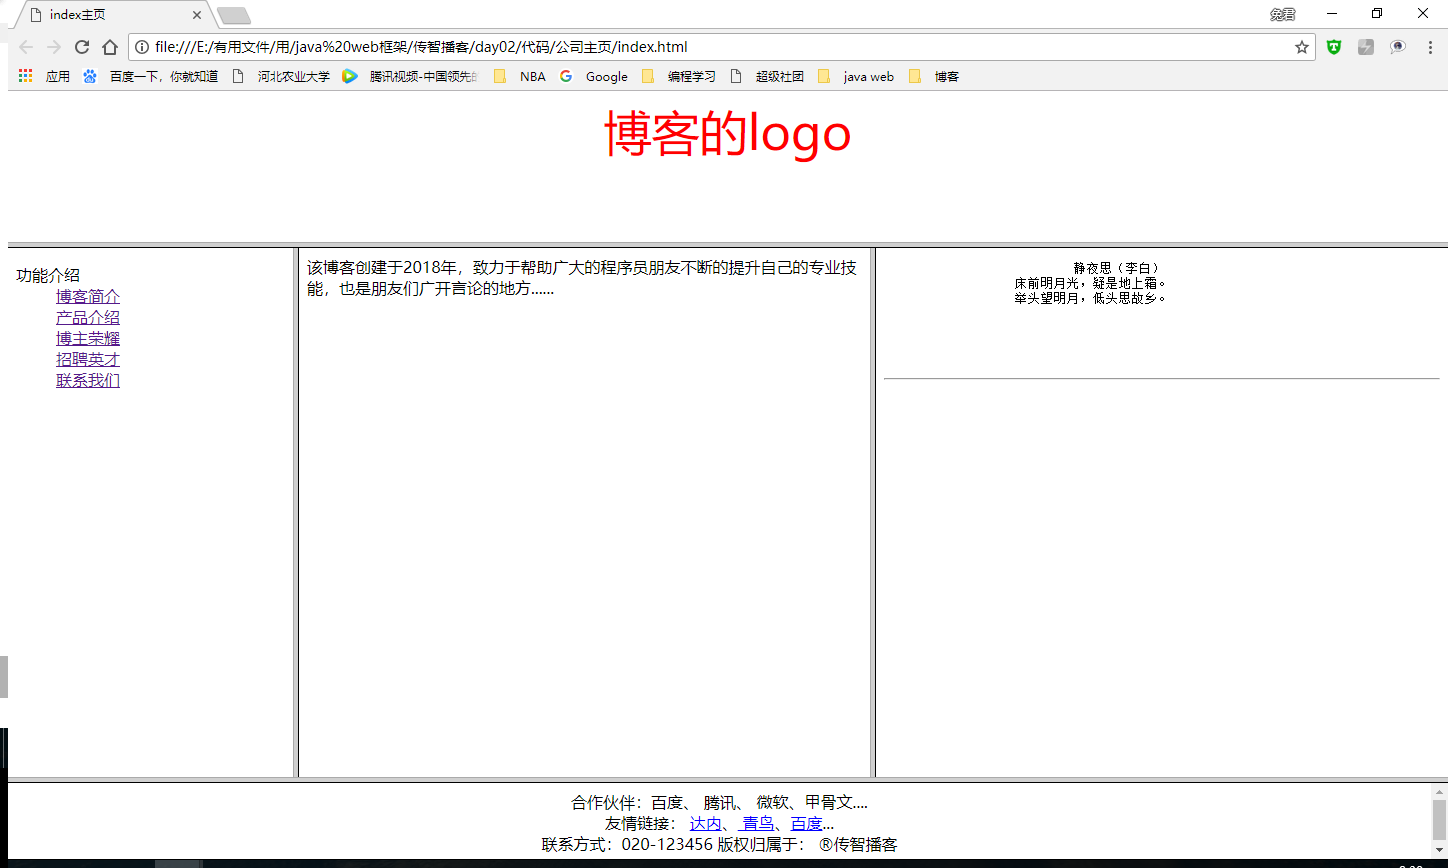 index主页
兔君
file:///E:/有用文件/用/java%20web框架/传智播客/day02/代码/公司主页/index.html
应用 百度一下，你就知道 河北农业大学 腾讯视频-中国领先的 NBA Google 编程学习 超级社团 java web 博客
博客的logo
功能介绍
博客简介
产品介绍
博主荣耀
招聘英才
联系我们
该博客创建于2018年，致力于帮助广大的程序员朋友不断的提升自己的专业技
能，也是朋友们广开言论的地方......
静夜思（李白）
床前明月光，疑是地上霜。
举头望明月，低头思故乡。
合作伙伴：百度、 腾讯、 微软、甲骨文....
友情链接： 达内、 青鸟、百度...
联系方式：020-123456 版权归属于： ®传智播客